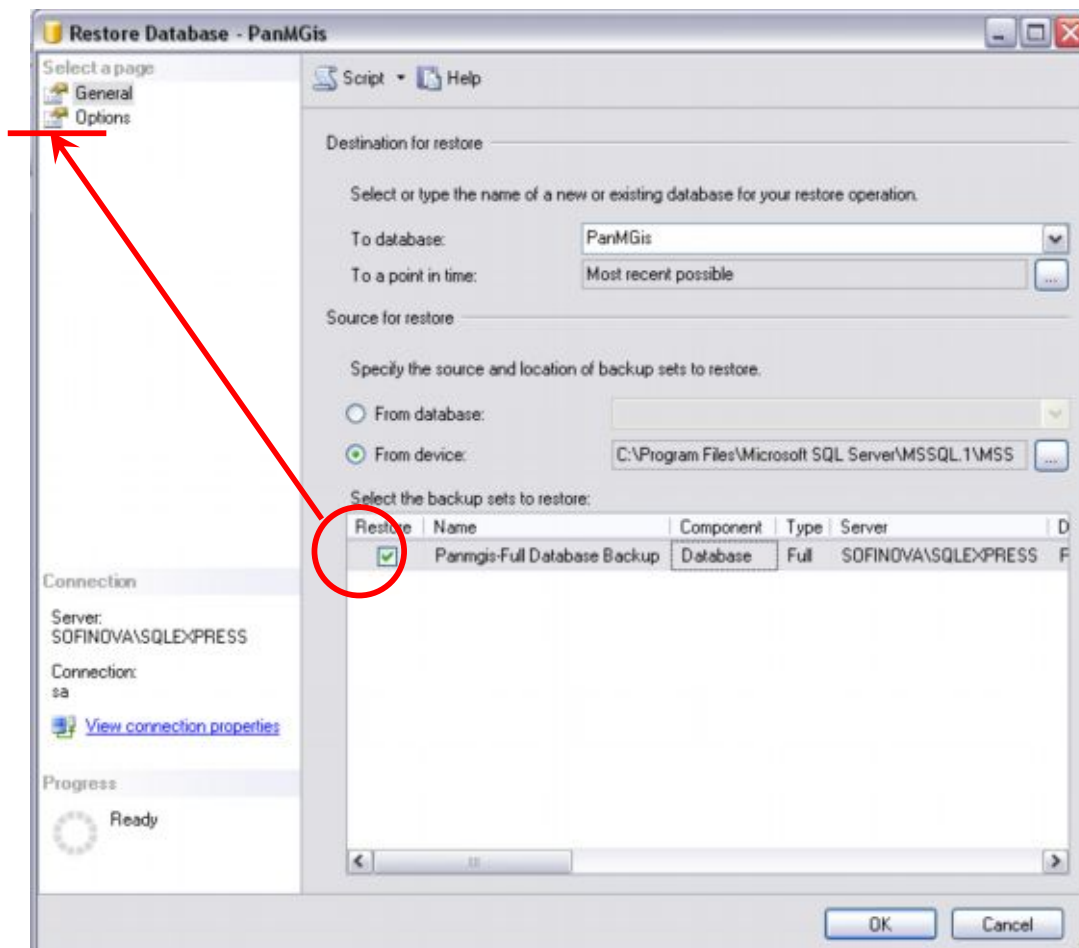 Restore Database - PanMGis
Select a page
General
Options
Script
Help
Destination for restore
Select or type the name of a new or existing database for your restore operation.
To database:
PanMGis
To a point in time:
Most recent possible
...
Source for restore
Specify the source and location of backup sets to restore.
From database:
From device:
C:\Program Files\Microsoft SQL Server\MSSQL.1\MSS
...
Select the backup sets to restore:
Restore Name Component Type Server D
Panmgis-Full Database Backup Database Full SOFINOVA\SQLEXPRESS F
Connection
Server:
SOFINOVA\SQLEXPRESS
Connection:
sa
View connection properties
Progress
Ready
OK
Cancel